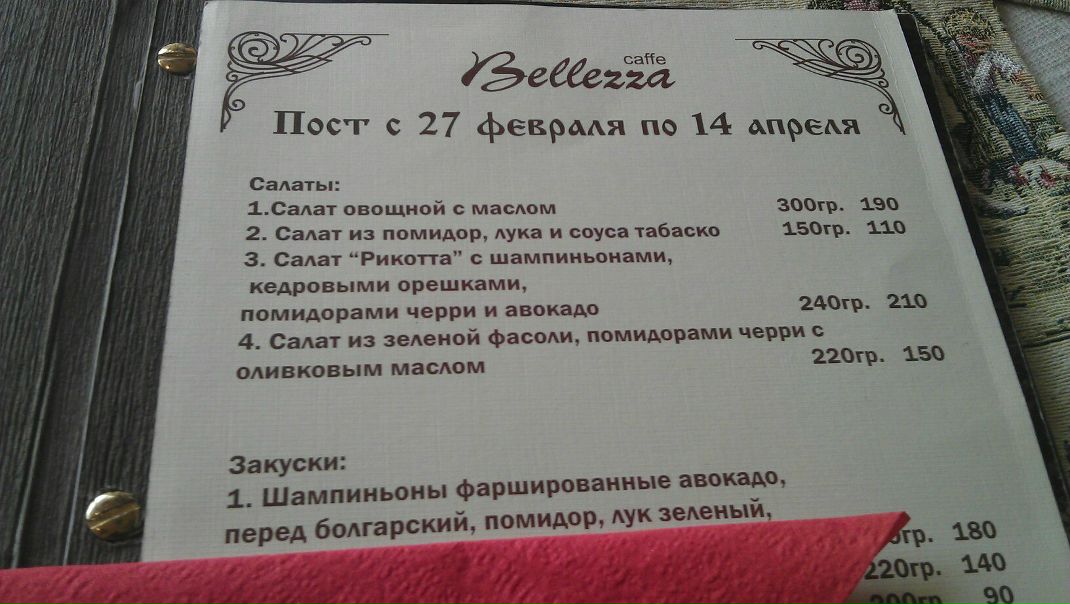 caffe
Bellezza
Пост с 27 февраля по 14 апреля
Салаты:
1.Салат овощной с маслом 300гр. 190
2. Салат из помидор, лука и соуса табаско 150гр. 110
3. Салат “Рикотта” с шампиньонами,
кедровыми орешками,
помидорами черри и авокадо 240гр. 210
4. Салат из зеленой фасоли, помидорами черри с
оливковым маслом 220гр. 150
Закуски:
1. Шампиньоны фаршированные авокадо,
перед болгарский, помидор, лук зеленый,
гр. 180
220гр. 140
200гр 90